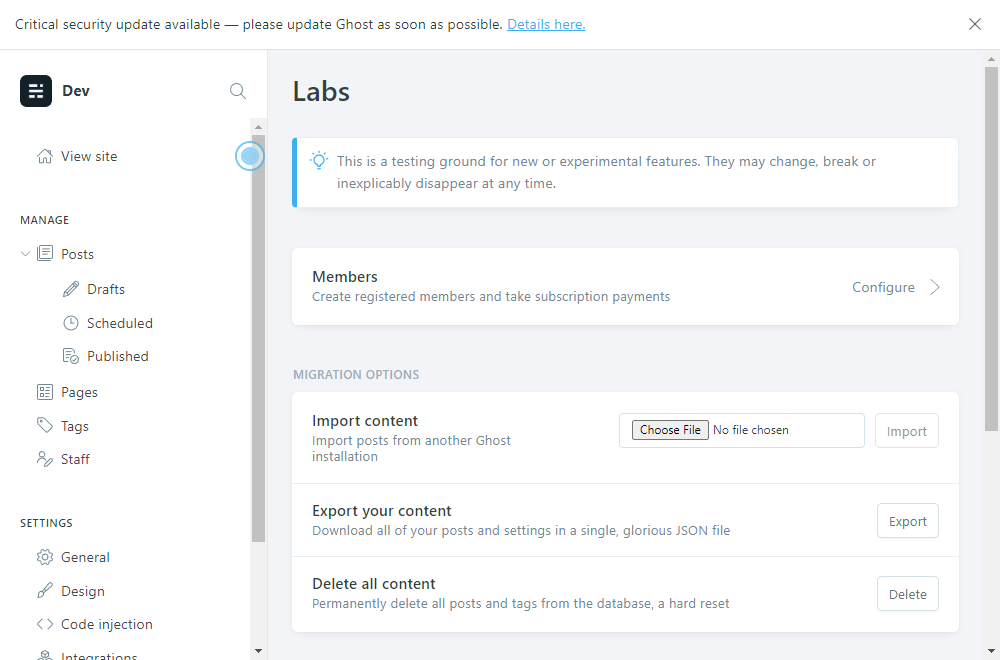 Critical security update available — please update Ghost as soon as possible. Details here.
Dev
View site
MANAGE
Posts
Drafts
Scheduled
Published
Pages
Tags
Staff
SETTINGS
General
Design
Code injection
Integrations
Labs
This is a testing ground for new or experimental features. They may change, break or
inexplicably disappear at any time.
Members
Create registered members and take subscription payments
Configure
MIGRATION OPTIONS
Import content
Import posts from another Ghost
installation
Choose File No file chosen
Import
Export your content
Download all of your posts and settings in a single, glorious JSON file
Export
Delete all content
Permanently delete all posts and tags from the database, a hard reset
Delete